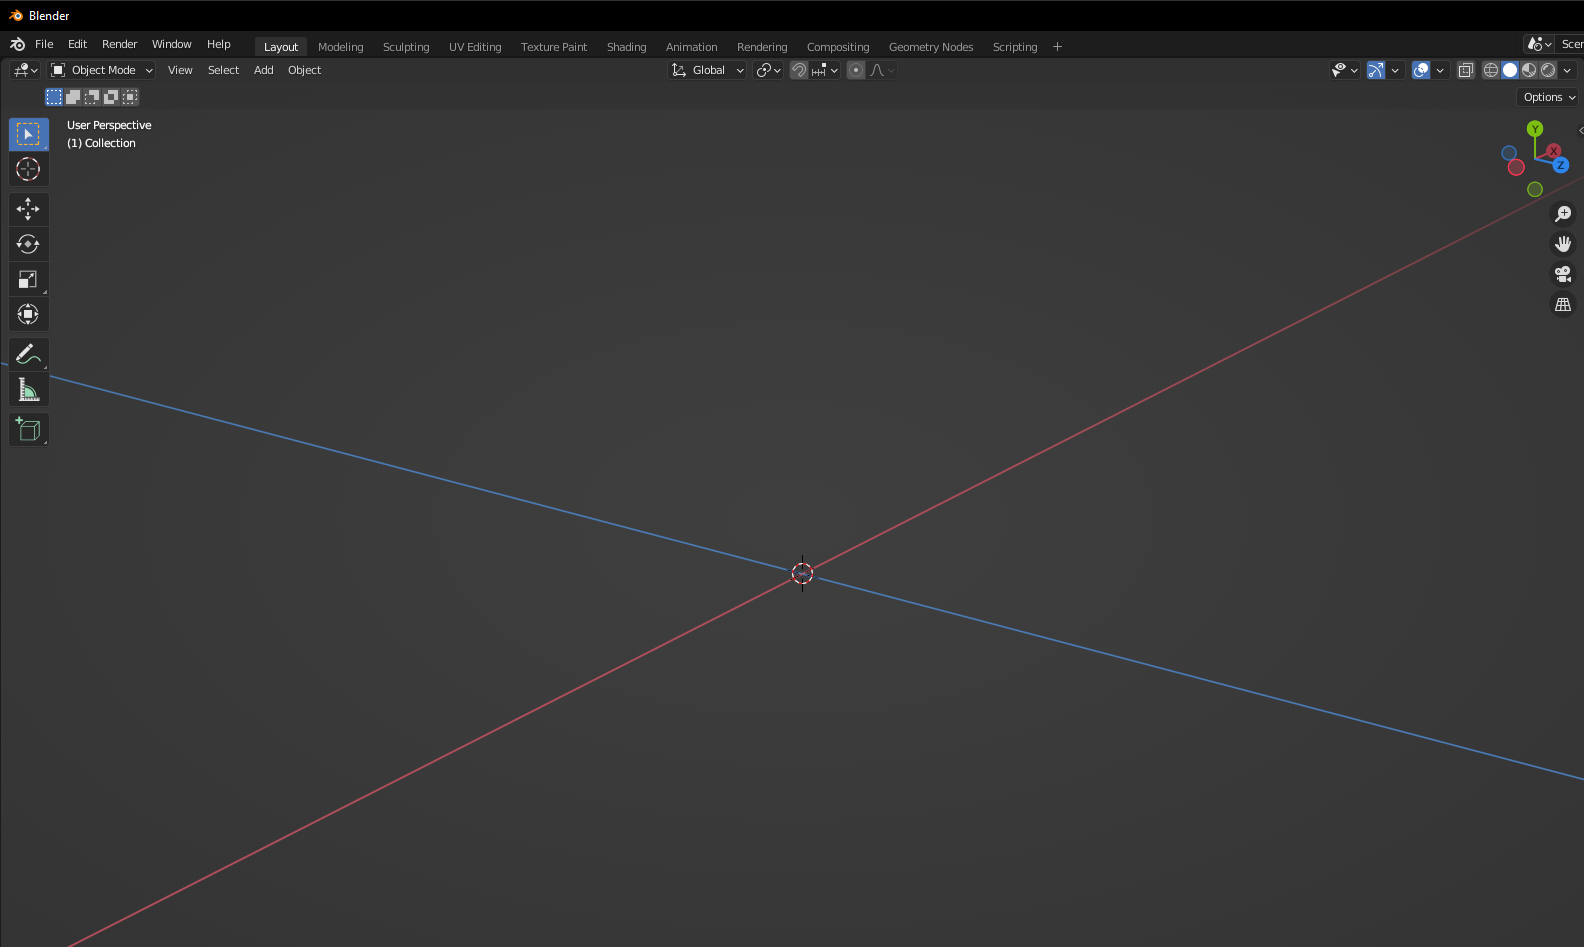 Blender
File Edit Render Window Help Layout Modeling Sculpting UV Editing Texture Paint Shading Animation Rendering Compositing Geometry Nodes Scripting + Scen
Object Mode View Select Add Object Global
Options
User Perspective
(1) Collection
Y
X
Z